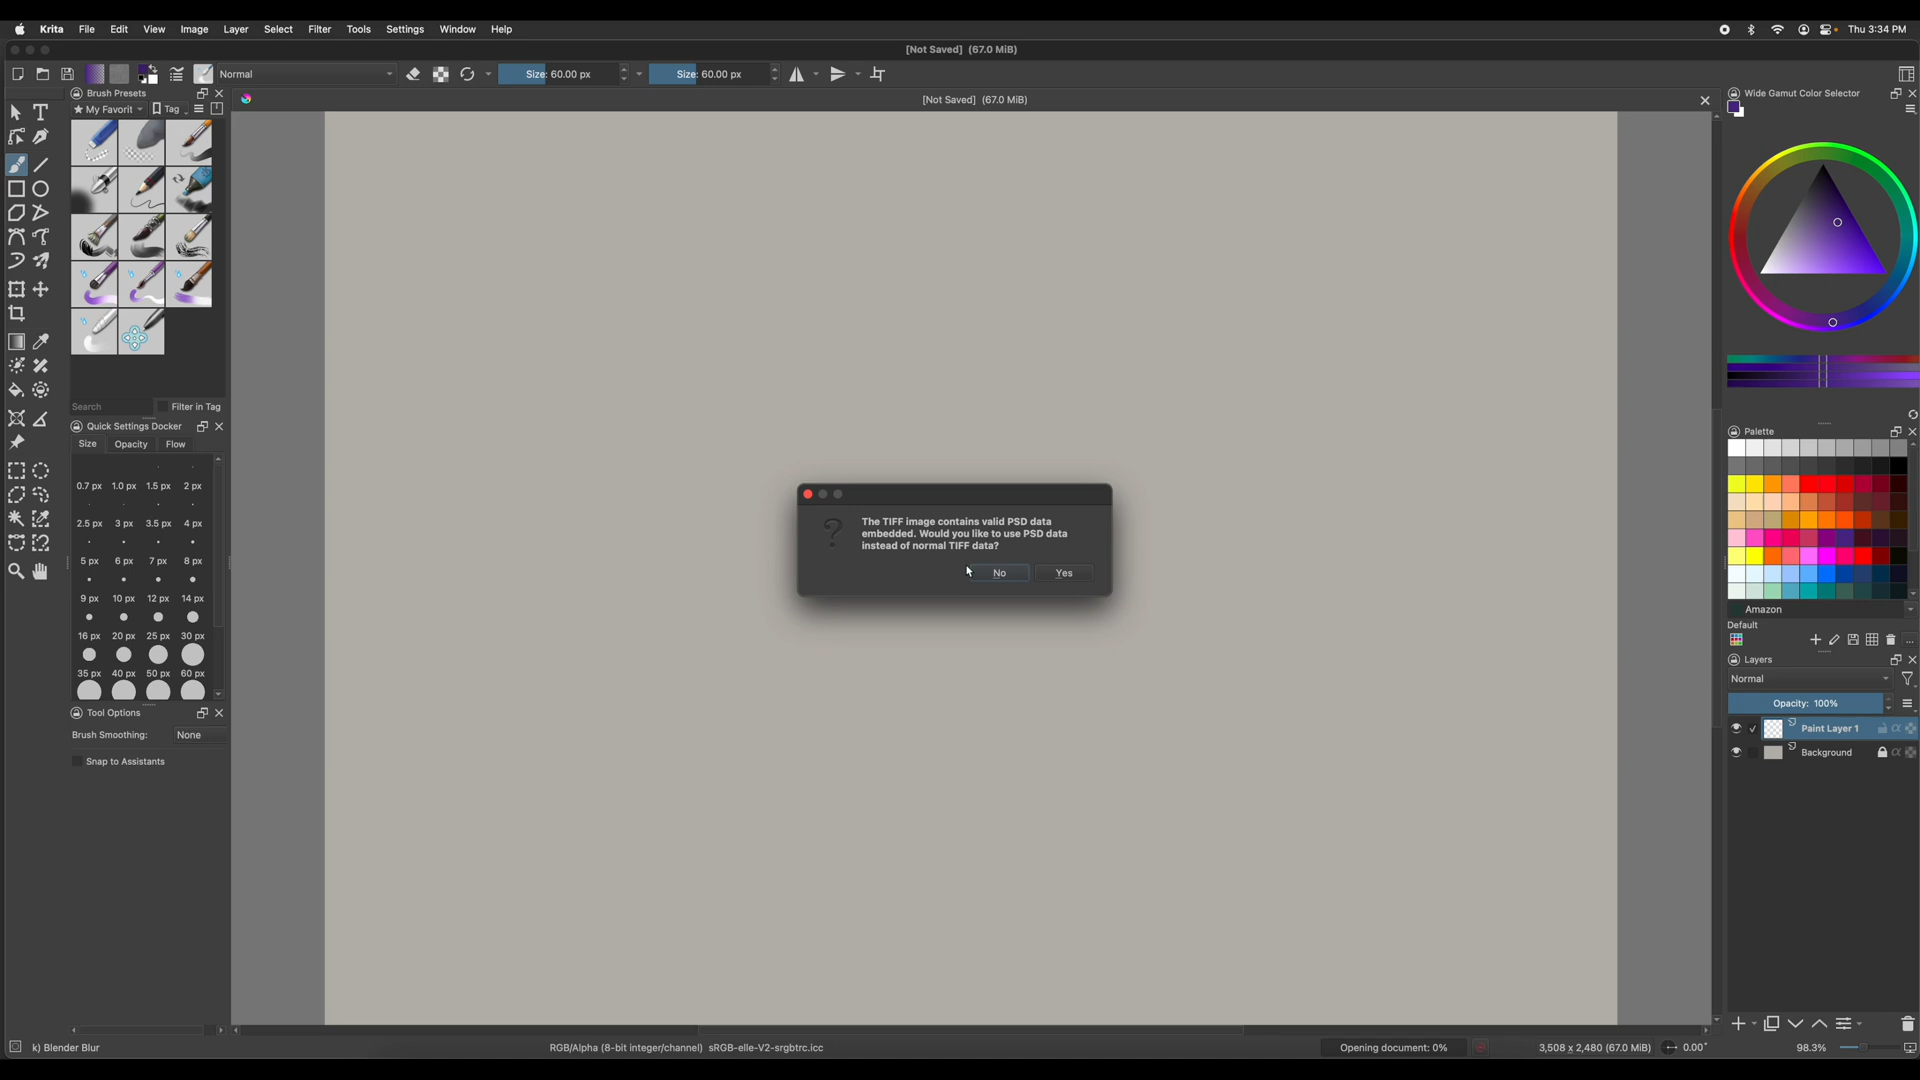 Krita File Edit View Image Layer Select Filter Tools Settings Window Help Thu 3:34 PM
[Not Saved] (67.0 MiB)
Normal Size: 60.00 px Size: 60.00 px
Brush Presets
My Favorit Tag
[Not Saved] (67.0 MiB)
Wide Gamut Color Selector
Search Filter in Tag
Quick Settings Docker
Size Opacity Flow
0.7 px 1.0 px 1.5 px 2 px
2.5 px 3 px 3.5 px 4 px
5 px 6 px 7 px 8 px
9 px 10 px 12 px 14 px
16 px 20 px 25 px 30 px
35 px 40 px 50 px 60 px
Tool Options
Brush Smoothing: None
Snap to Assistants
The TIFF image contains valid PSD data
embedded. Would you like to use PSD data
instead of normal TIFF data?
No Yes
Palette
Amazon
Default
...
Layers
Normal
Opacity: 100%
Paint Layer 1
Background
k) Blender Blur RGB/Alpha (8-bit integer/channel) sRGB-elle-V2-srgbtrc.icc Opening document: 0% 3,508 x 2,480 (67.0 MiB) 0.00° 98.3%